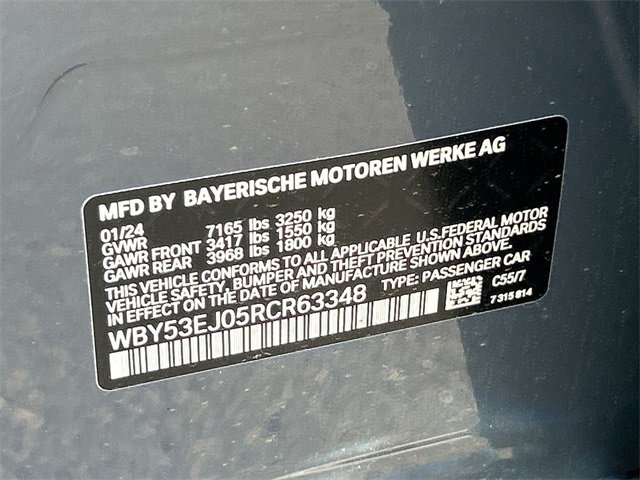 MFD BY BAYERISCHE MOTOREN WERKE AG
01/24 7165 lbs 3250 kg
GVWR 3417 lbs 1550 kg
GAWR FRONT 3968 lbs 1800 kg
GAWR REAR
THIS VEHICLE CONFORMS TO ALL APPLICABLE U.S. FEDERAL MOTOR
VEHICLE SAFETY, BUMPER AND THEFT PREVENTION STANDARDS
IN EFFECT ON THE DATE OF MANUFACTURE SHOWN ABOVE.
WBY53EJ05RCR63348 TYPE: PASSENGER CAR
C55/7
7 315 814